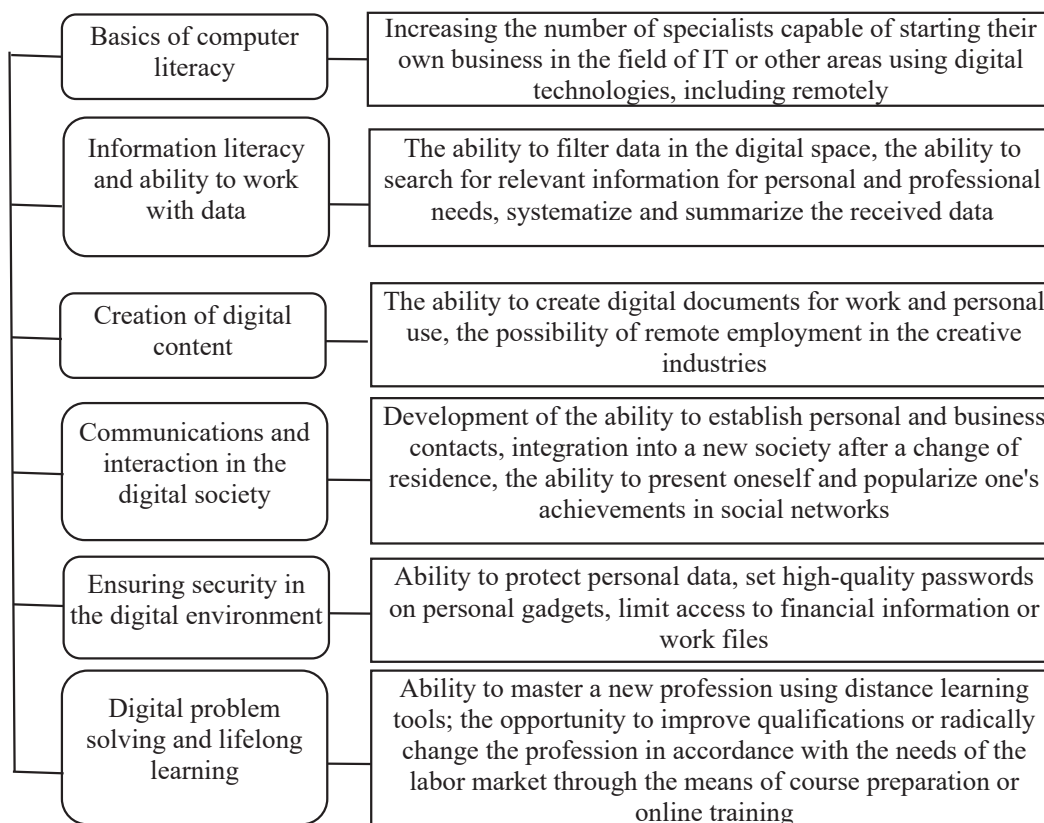 Basics of computer
literacy
Increasing the number of specialists capable of starting their
own business in the field of IT or other areas using digital
technologies, including remotely
Information literacy
and ability to work
with data
The ability to filter data in the digital space, the ability to
search for relevant information for personal and professional
needs, systematize and summarize the received data
Creation of digital
content
The ability to create digital documents for work and personal
use, the possibility of remote employment in the creative
industries
Communications and
interaction in the
digital society
Development of the ability to establish personal and business
contacts, integration into a new society after a change of
residence, the ability to present oneself and popularize one's
achievements in social networks
Ensuring security in
the digital environment
Ability to protect personal data, set high-quality passwords
on personal gadgets, limit access to financial information or
work files
Digital problem
solving and lifelong
learning
Ability to master a new profession using distance learning
tools; the opportunity to improve qualifications or radically
change the profession in accordance with the needs of the
labor market through the means of course preparation or
online training